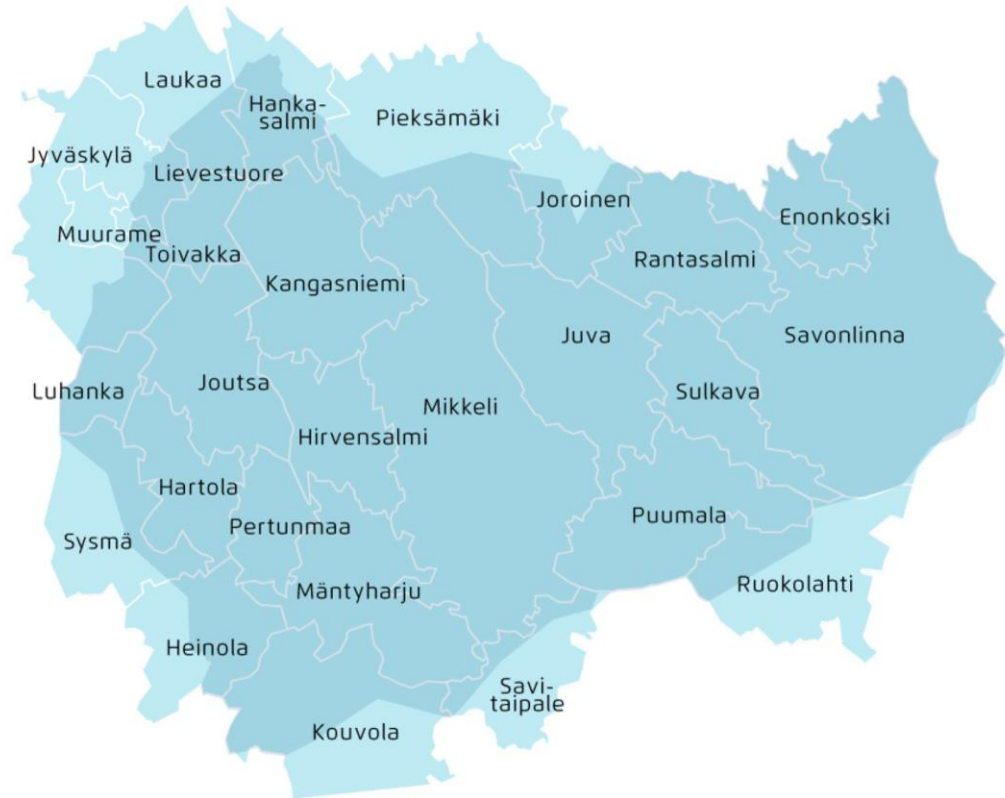 Laukaa
Hanka-
salmi
Pieksämäki
Jyväskylä
Lievestuore
Joroinen
Enonkoski
Muurame
Toivakka
Rantasalmi
Kangasniemi
Juva
Savonlinna
Luhanka
Joutsa
Sulkava
Mikkeli
Hirvensalmi
Hartola
Pertunmaa
Puumala
Sysmä
Ruokolahti
Mäntyharju
Heinola
Savi-
taipale
Kouvola